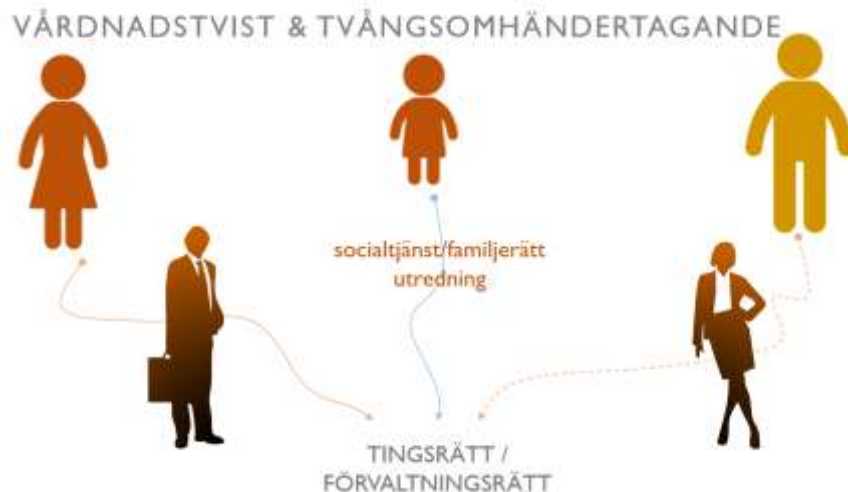 VÅRDNADSTVIST & TVÅNGSOMHÄNDERTAGANDE
socialtjänst/familjerätt
utredning
TINGSRÄTT /
FÖRVALTNINGSRÄTT